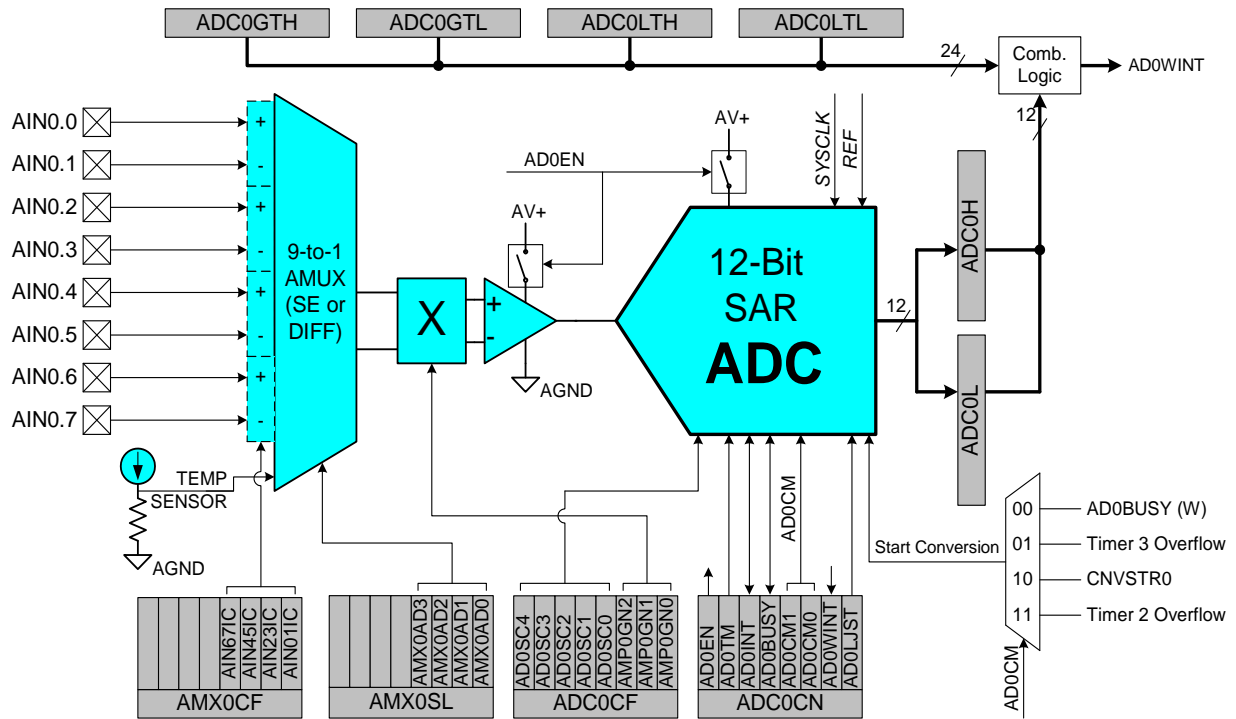 ADC0GTH
ADC0GTL
ADC0LTH
ADC0LTL
24
Comb.
Logic
AD0WINT
12
AIN0.0
AIN0.1
AIN0.2
AIN0.3
AIN0.4
AIN0.5
AIN0.6
AIN0.7
+
-
+
-
+
-
+
-
9-to-1
AMUX
(SE or
DIFF)
X
+
-
AV+
AGND
AD0EN
AV+
SYSCLK
REF
12-Bit
SAR
ADC
12
ADC0H
ADC0L
TEMP
SENSOR
AGND
AD0CM
Start Conversion
00
01
10
11
AD0BUSY (W)
Timer 3 Overflow
CNVSTR0
Timer 2 Overflow
AD0CM
AIN67IC
AIN45IC
AIN23IC
AIN01IC
AMX0CF
AMX0AD3
AMX0AD2
AMX0AD1
AMX0AD0
AMX0SL
AD0SC4
AD0SC3
AD0SC2
AD0SC1
AD0SC0
AMP0GN2
AMP0GN1
AMP0GN0
ADC0CF
AD0EN
AD0TM
AD0INT
AD0BUSY
AD0CM1
AD0CM0
AD0WINT
AD0LJST
ADC0CN